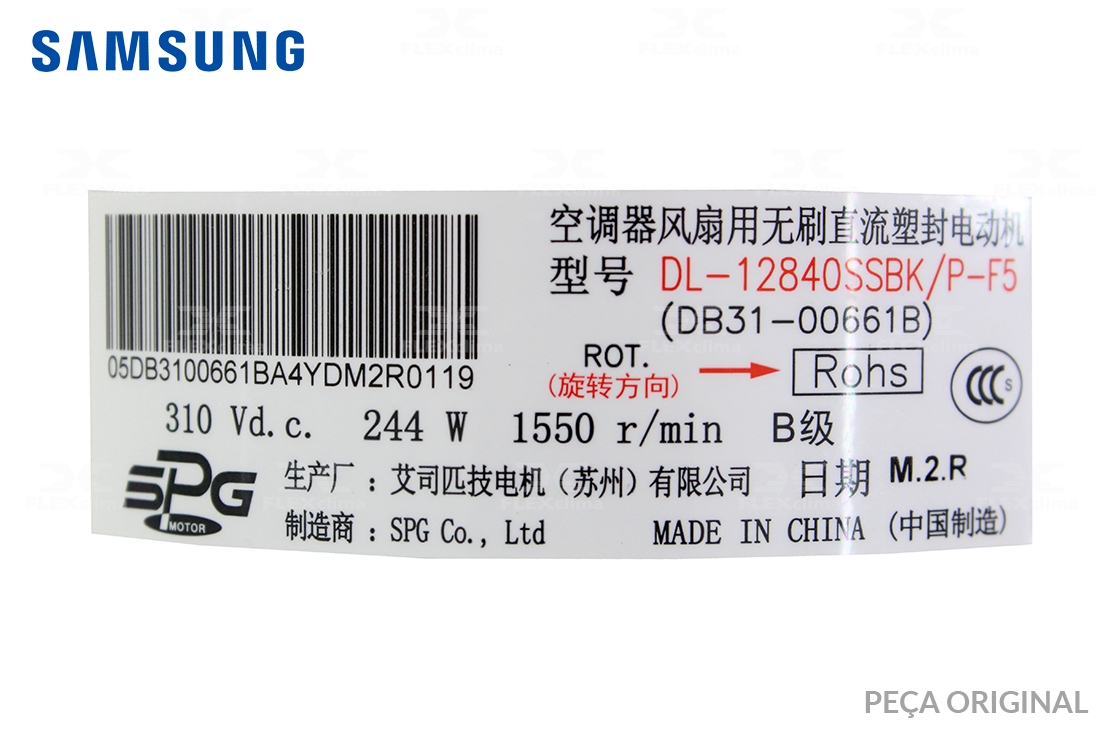 SAMSUNG
空调器风扇用无刷直流塑封电动机
型号 DL-12840SSBK/P-F5
(DB31-00661B)
05DB3100661BA4YDM2R0119
ROT.
(旋转方向)
Rohs
CCC S
310 Vd.c. 244 W 1550 r/min B级
SPG
MOTOR
生产厂 : 艾司匹技电机（苏州）有限公司 日期 M.2.R
制造商 : SPG Co., Ltd MADE IN CHINA (中国制造)
FLEXclima
PEÇA ORIGINAL